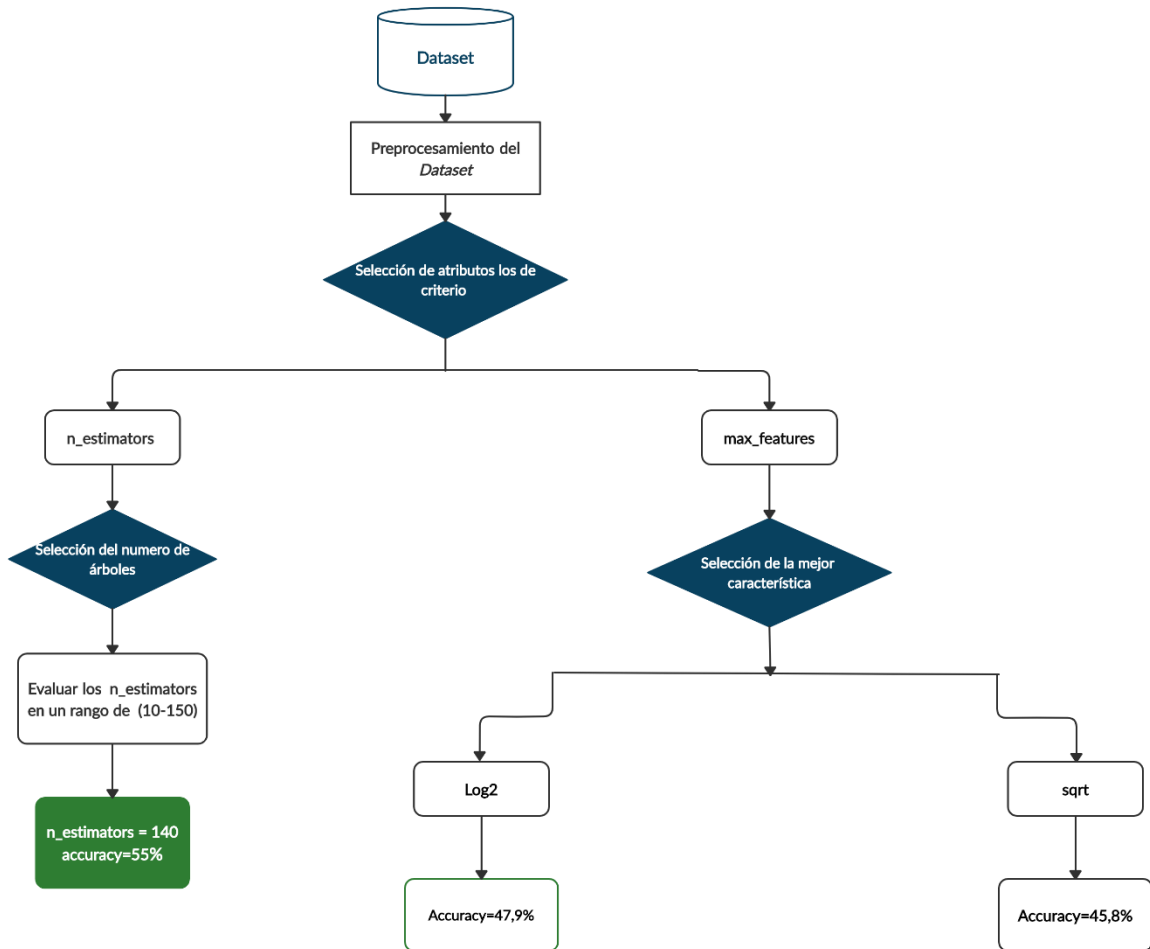 Dataset
Preprocesamiento del
Dataset
Selección de atributos los de
criterio
n_estimators
max_features
Selección del numero de
árboles
Selección de la mejor
característica
Evaluar los n_estimators
en un rango de (10-150)
Log2
sqrt
n_estimators = 140
accuracy=55%
Accuracy=47,9%
Accuracy=45,8%